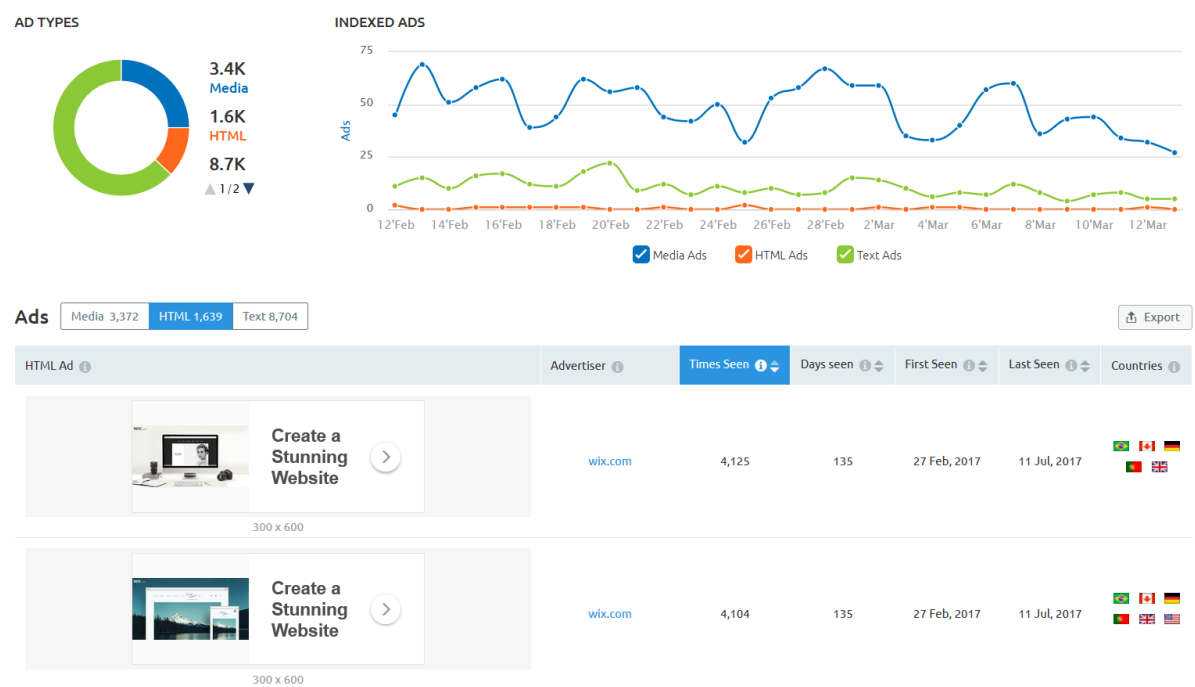 AD TYPES
3.4K
Media
1.6K
HTML
8.7K
1/2
INDEXED ADS
Ads
75
50
25
0
12'Feb 14'Feb 16'Feb 18'Feb 20'Feb 22'Feb 24'Feb 26'Feb 28'Feb 2'Mar 4'Mar 6'Mar 8'Mar 10'Mar 12'Mar
Media Ads HTML Ads Text Ads
Ads Media 3,372 HTML 1,639 Text 8,704 Export
HTML Ad Advertiser Times Seen Days seen First Seen Last Seen Countries
WIX
Create a
Stunning
Website
wix.com 4,125 135 27 Feb, 2017 11 Jul, 2017
300 x 600
WIX
Create a
Stunning
Website
wix.com 4,104 135 27 Feb, 2017 11 Jul, 2017
300 x 600